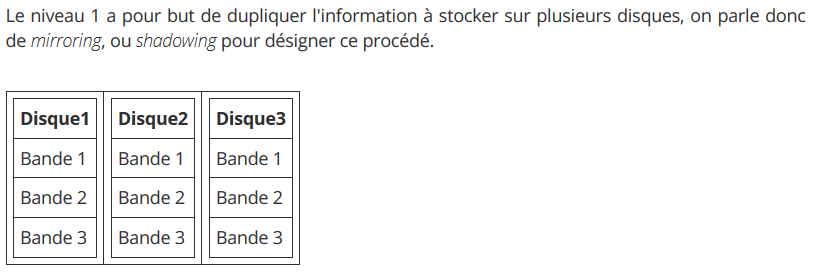 Le niveau 1 a pour but de dupliquer l'information à stocker sur plusieurs disques, on parle donc
de mirroring, ou shadowing pour désigner ce procédé.
Disque1 Disque2 Disque3
Bande 1 Bande 1 Bande 1
Bande 2 Bande 2 Bande 2
Bande 3 Bande 3 Bande 3